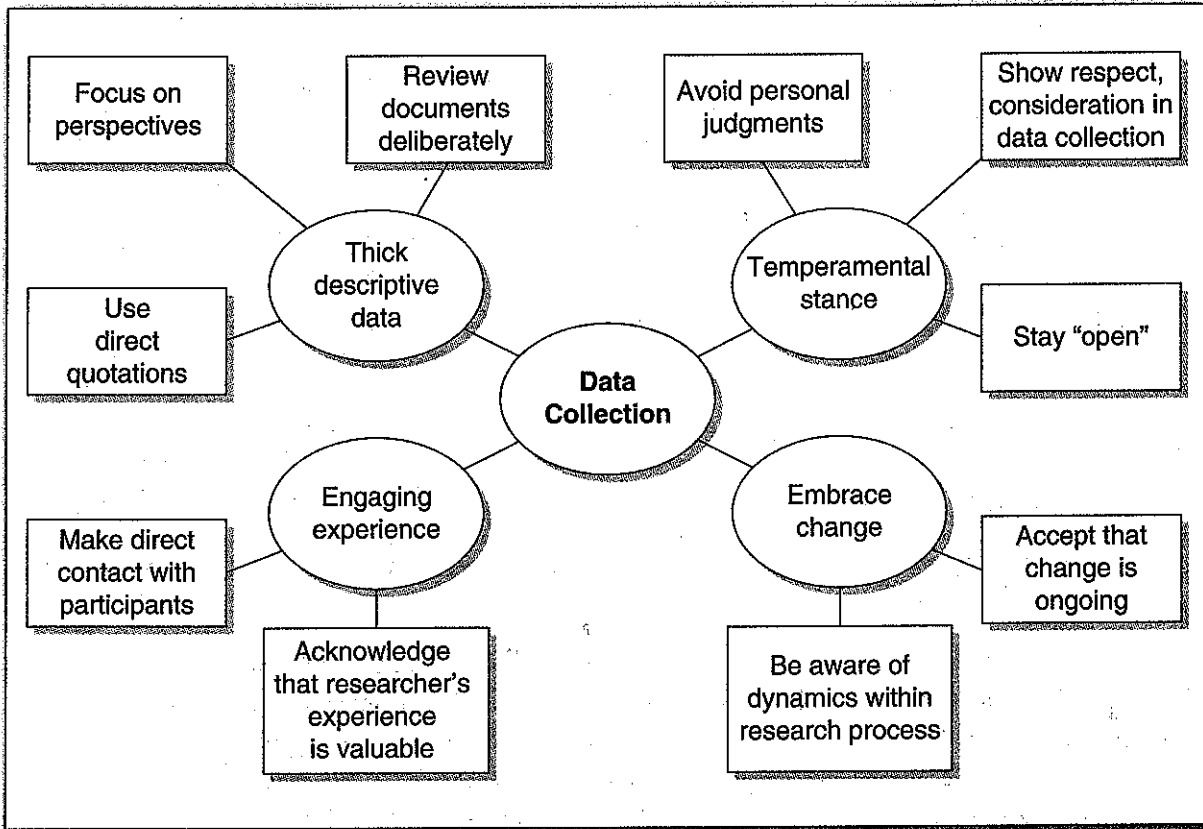 Focus on
perspectives
Review
documents
deliberately
Avoid personal
judgments
Show respect,
consideration in
data collection
Thick
descriptive
data
Temperamental
stance
Use
direct
quotations
Stay "open"
Data
Collection
Engaging
experience
Embrace
change
Make direct
contact with
participants
Accept that
change is
ongoing
Acknowledge
that researcher's
experience
is valuable
Be aware of
dynamics within
research process